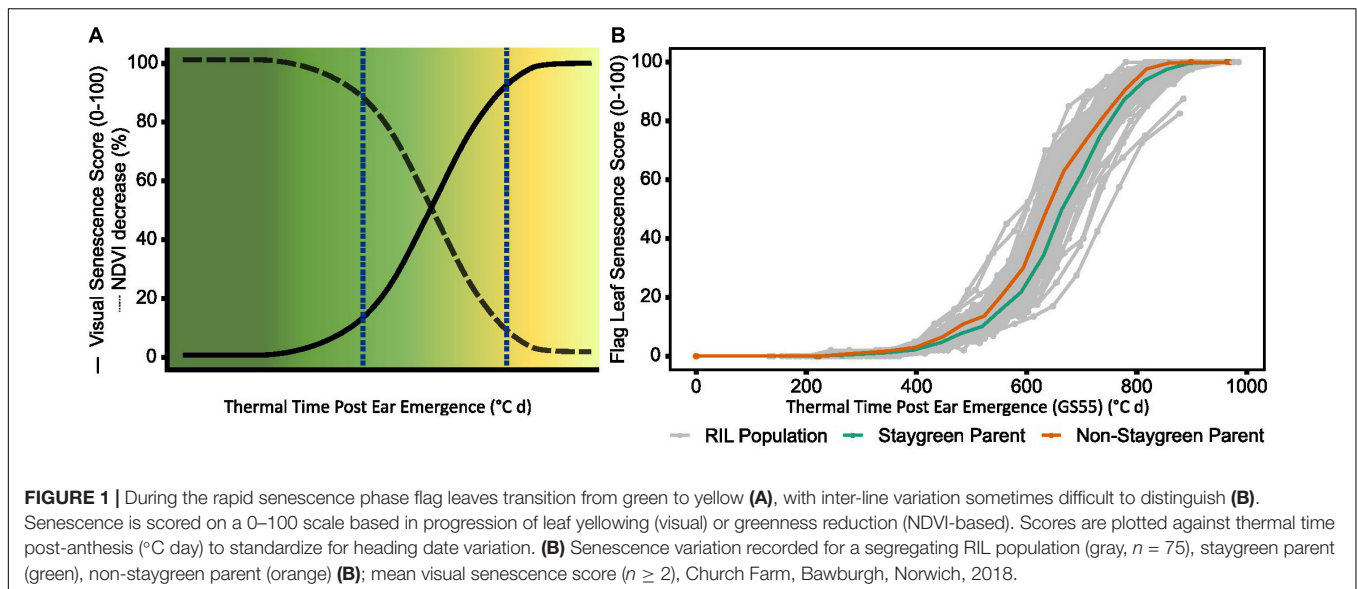 A
— Visual Senescence Score (0-100)
┈ NDVI decrease (%)
100
80
60
40
20
0
Thermal Time Post Ear Emergence (°C d)
B
Flag Leaf Senescence Score (0-100)
100
80
60
40
20
0
0 200 400 600 800 1000
Thermal Time Post Ear Emergence (GS55) (°C d)
RIL Population Staygreen Parent Non-Staygreen Parent
FIGURE 1 | During the rapid senescence phase flag leaves transition from green to yellow (A), with inter-line variation sometimes difficult to distinguish (B).
Senescence is scored on a 0–100 scale based in progression of leaf yellowing (visual) or greenness reduction (NDVI-based). Scores are plotted against thermal time
post-anthesis (°C day) to standardize for heading date variation. (B) Senescence variation recorded for a segregating RIL population (gray, n = 75), staygreen parent
(green), non-staygreen parent (orange) (B); mean visual senescence score (n ≥ 2), Church Farm, Bawburgh, Norwich, 2018.